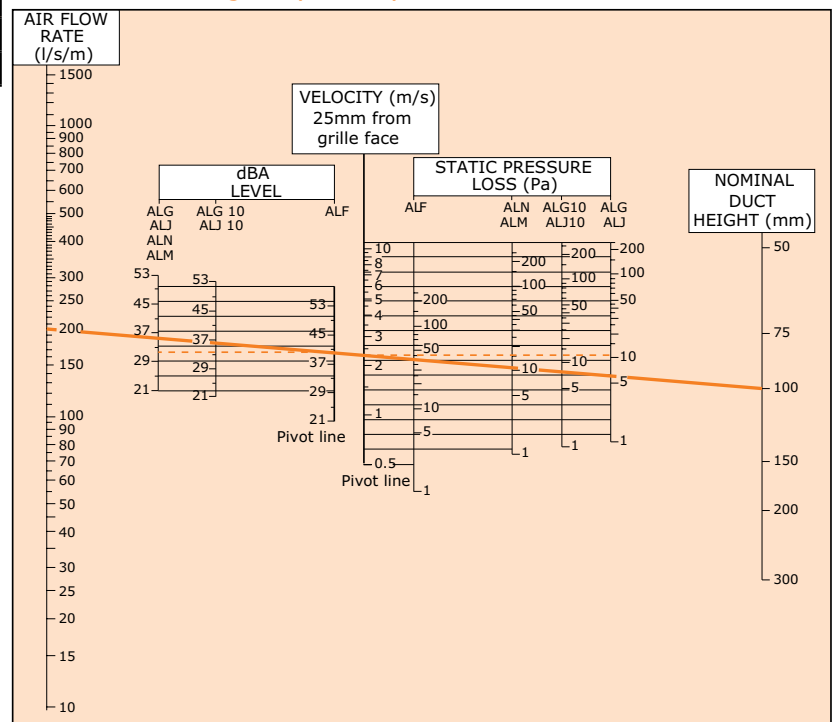 AIR FLOW
RATE
(l/s/m)
1500
1000
900
800
700
600
500
400
300
250
200
150
100
90
80
70
60
50
40
30
25
20
15
10
dBA
LEVEL
ALG
ALJ
ALN
ALM
ALG 10
ALJ 10
ALF
53
45
37
29
21
53
45
37
29
21
53
45
37
29
21
Pivot line
VELOCITY (m/s)
25mm from
grille face
10
8
7
6
5
4
3
2
1
0.5
Pivot line
STATIC PRESSURE
LOSS (Pa)
ALF
ALN
ALM
ALG10
ALJ10
ALG
ALJ
200
100
50
10
5
1
200
100
50
10
5
1
200
100
50
10
5
1
200
100
50
10
5
1
NOMINAL
DUCT
HEIGHT (mm)
50
75
100
150
200
300